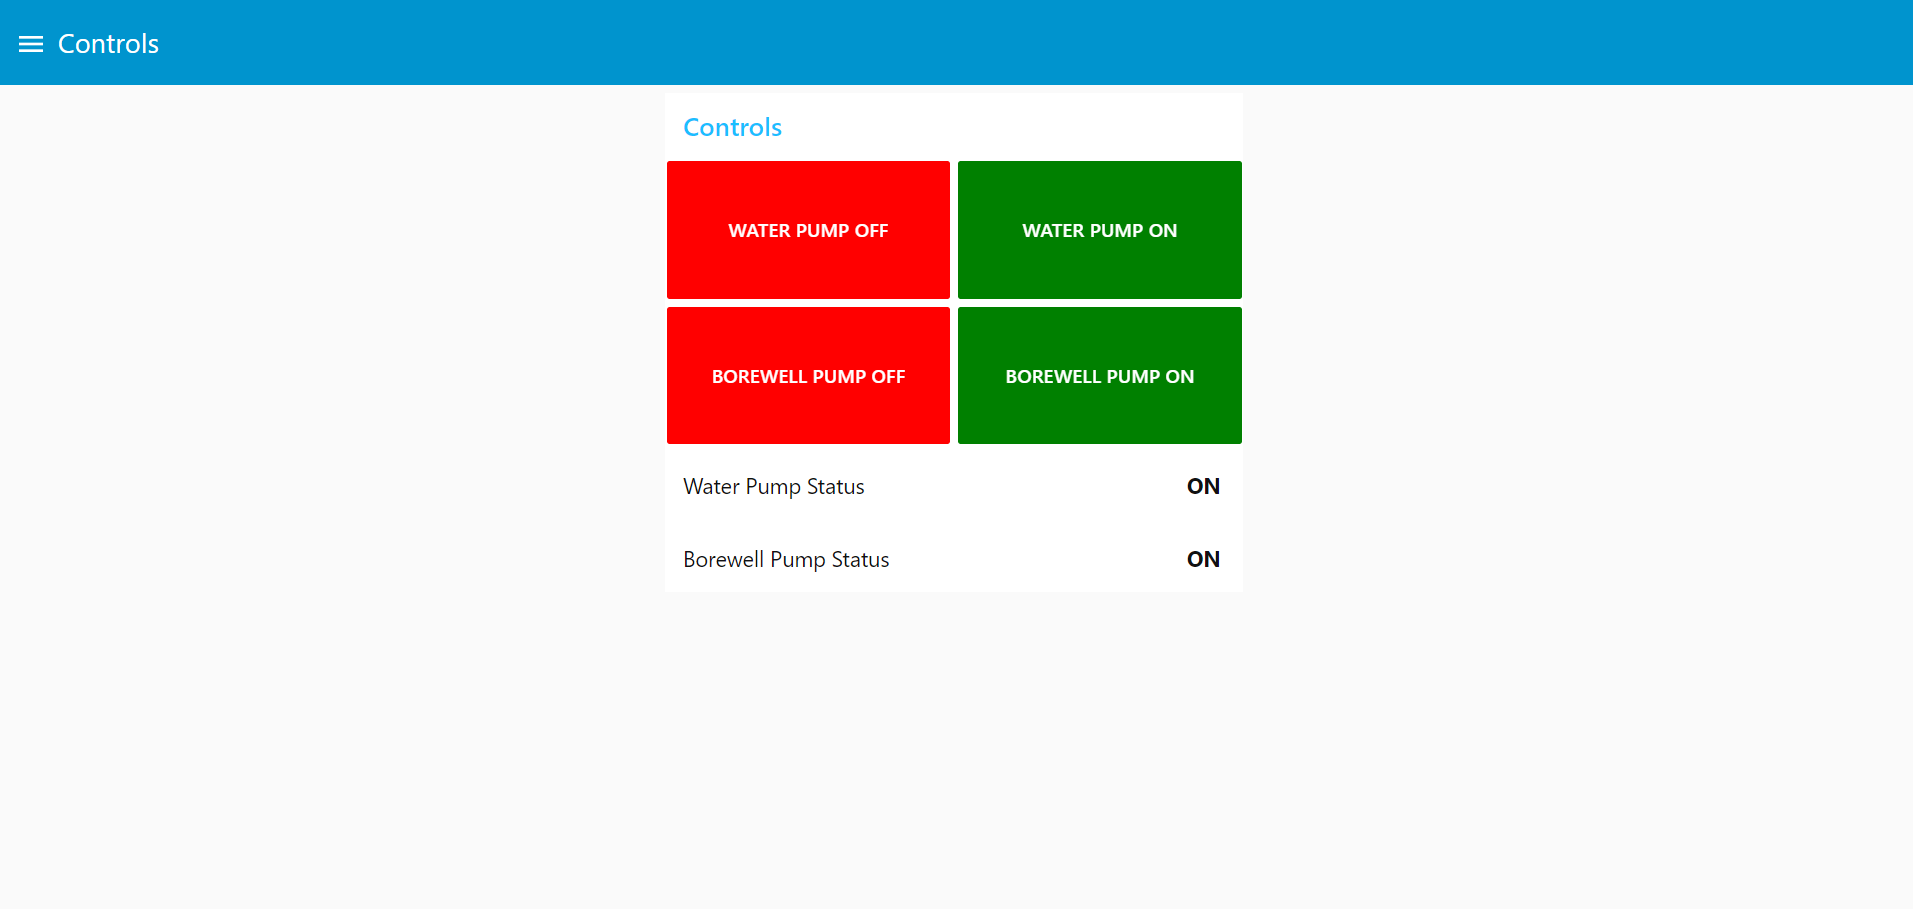 Controls
Controls
WATER PUMP OFF
WATER PUMP ON
BOREWELL PUMP OFF
BOREWELL PUMP ON
Water Pump Status ON
Borewell Pump Status ON